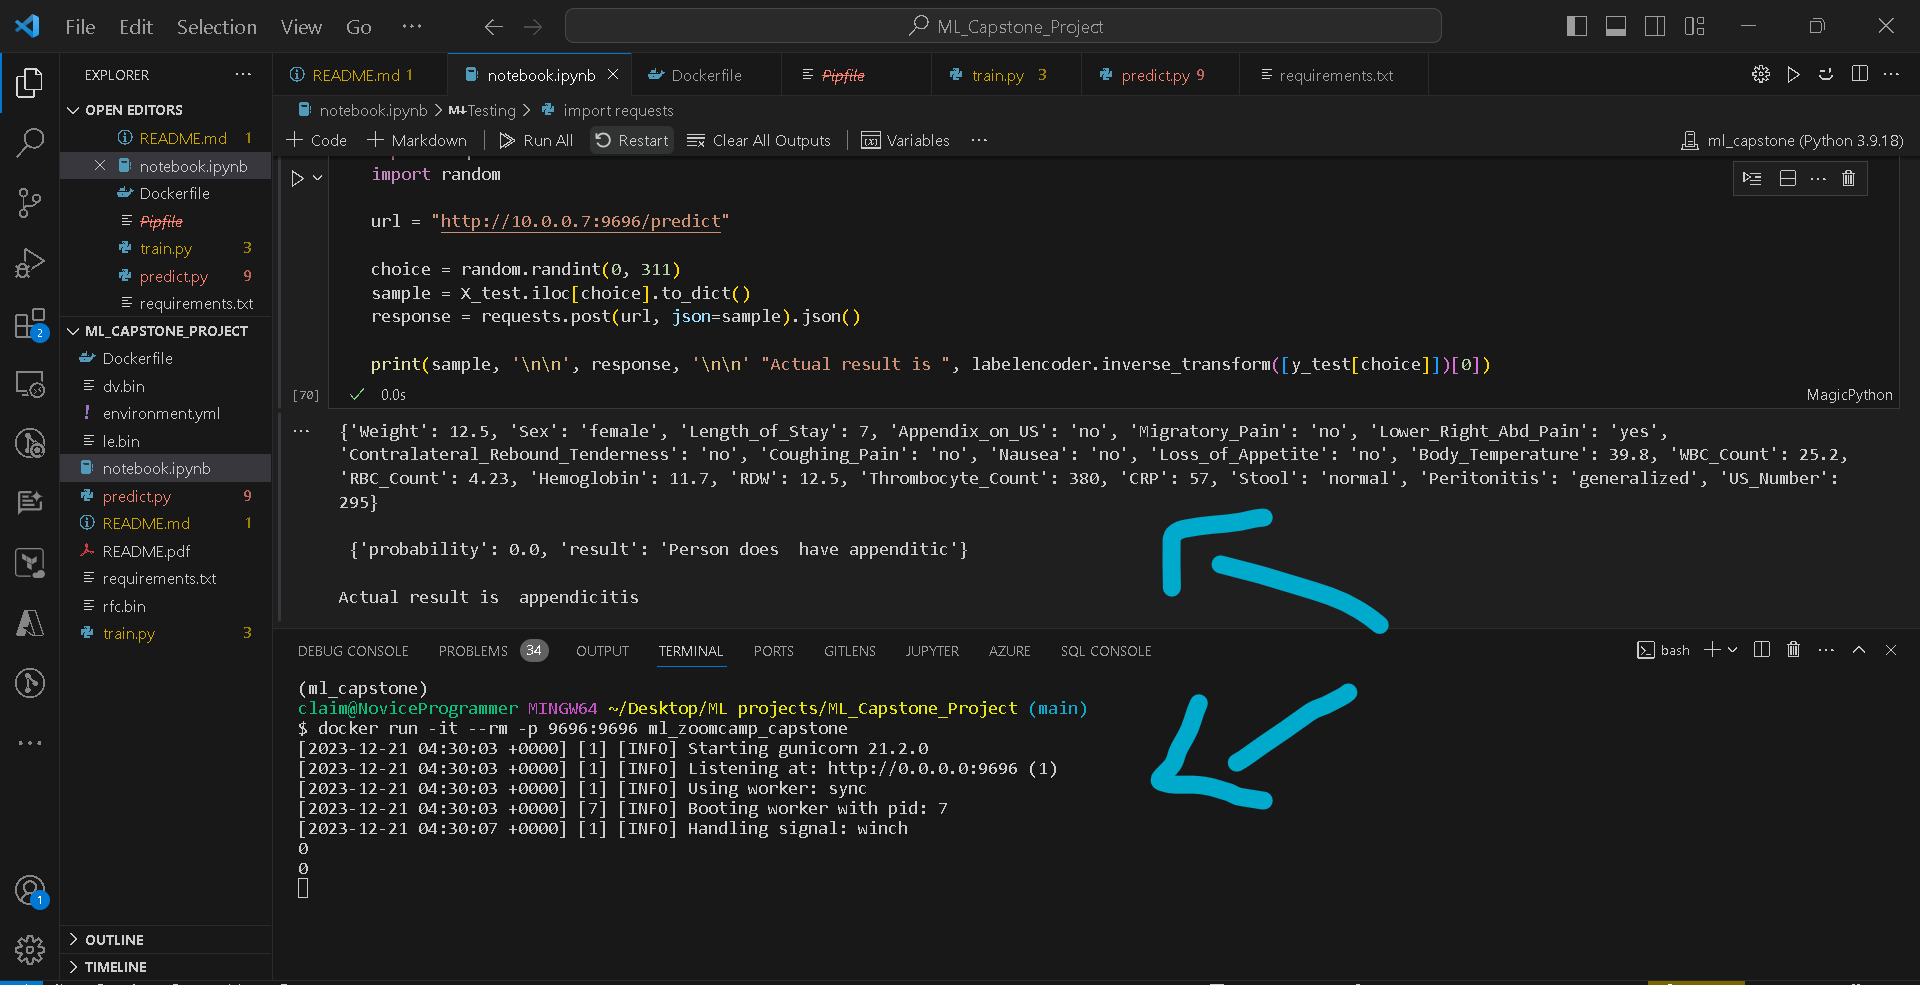 File Edit Selection View Go ···
ML_Capstone_Project
EXPLORER ···
OPEN EDITORS
README.md 1
notebook.ipynb
Dockerfile
Pipfile
train.py 3
predict.py 9
requirements.txt
ML_CAPSTONE_PROJECT
Dockerfile
dv.bin
environment.yml
le.bin
notebook.ipynb
predict.py 9
README.md 1
README.pdf
requirements.txt
rfc.bin
train.py 3
OUTLINE
TIMELINE
2
1
README.md 1 notebook.ipynb Dockerfile Pipfile train.py 3 predict.py 9 requirements.txt
notebook.ipynb > M↓Testing > import requests
+ Code + Markdown Run All Restart Clear All Outputs Variables ··· ml_capstone (Python 3.9.18)
import random
url = "http://10.0.0.7:9696/predict"
choice = random.randint(0, 311)
sample = X_test.iloc[choice].to_dict()
response = requests.post(url, json=sample).json()
print(sample, '\n\n', response, '\n\n' "Actual result is ", labelencoder.inverse_transform([y_test[choice]])[0])
[70] 0.0s MagicPython
{'Weight': 12.5, 'Sex': 'female', 'Length_of_Stay': 7, 'Appendix_on_US': 'no', 'Migratory_Pain': 'no', 'Lower_Right_Abd_Pain': 'yes',
'Contralateral_Rebound_Tenderness': 'no', 'Coughing_Pain': 'no', 'Nausea': 'no', 'Loss_of_Appetite': 'no', 'Body_Temperature': 39.8, 'WBC_Count': 25.2,
'RBC_Count': 4.23, 'Hemoglobin': 11.7, 'RDW': 12.5, 'Thrombocyte_Count': 380, 'CRP': 57, 'Stool': 'normal', 'Peritonitis': 'generalized', 'US_Number':
295}
{'probability': 0.0, 'result': 'Person does  have appenditic'}
Actual result is  appendicitis
DEBUG CONSOLE PROBLEMS 34 OUTPUT TERMINAL PORTS GITLENS JUPYTER AZURE SQL CONSOLE bash
(ml_capstone)
claim@NoviceProgrammer MINGW64 ~/Desktop/ML projects/ML_Capstone_Project (main)
$ docker run -it --rm -p 9696:9696 ml_zoomcamp_capstone
[2023-12-21 04:30:03 +0000] [1] [INFO] Starting gunicorn 21.2.0
[2023-12-21 04:30:03 +0000] [1] [INFO] Listening at: http://0.0.0.0:9696 (1)
[2023-12-21 04:30:03 +0000] [1] [INFO] Using worker: sync
[2023-12-21 04:30:03 +0000] [7] [INFO] Booting worker with pid: 7
[2023-12-21 04:30:07 +0000] [1] [INFO] Handling signal: winch
0
0